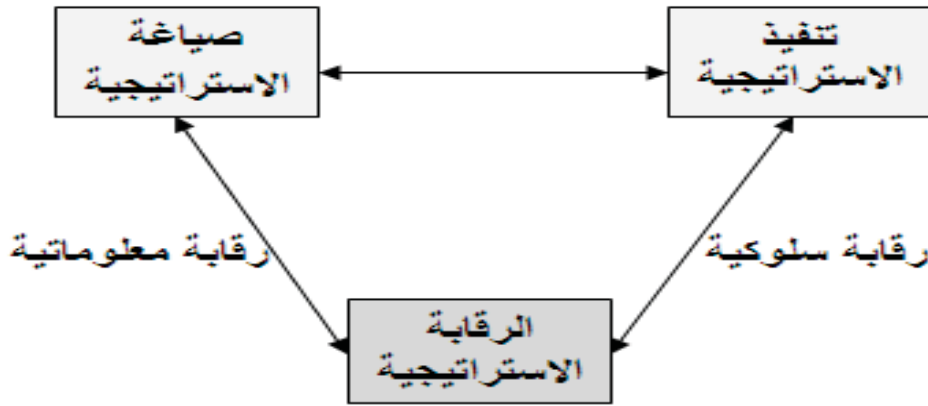 تنفيذ
الاستراتيجية
صياغة
الاستراتيجية
رقابة سلوكية
رقابة معلوماتية
الرقابة
الاستراتيجية